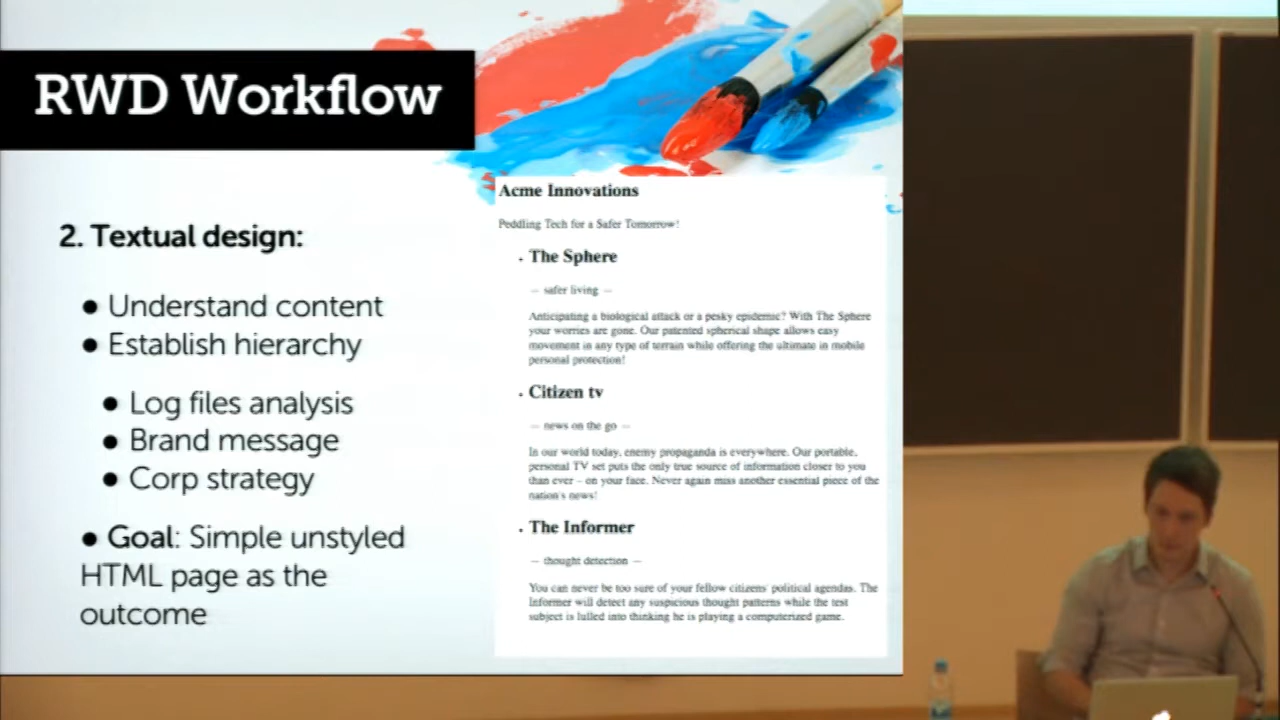 RWD Workflow
2. Textual design:
● Understand content
● Establish hierarchy
● Log files analysis
● Brand message
● Corp strategy
● Goal: Simple unstyled
HTML page as the
outcome
Acme Innovations
Peddling Tech for a Safer Tomorrow!
• The Sphere
— safer living —
Anticipating a biological attack or a pesky epidemic? With The Sphere
your worries are gone. Our patented spherical shape allows easy
movement in any type of terrain while offering the ultimate in mobile
personal protection!
• Citizen tv
— news on the go —
In our world today, enemy propaganda is everywhere. Our portable,
personal TV set puts the only true source of information closer to you
than ever – on your face. Never again miss another essential piece of the
nation's news!
• The Informer
— thought detection —
You can never be too sure of your fellow citizens' political agendas. The
Informer will detect any suspicious thought patterns while the test
subject is lulled into thinking he is playing a computerized game.